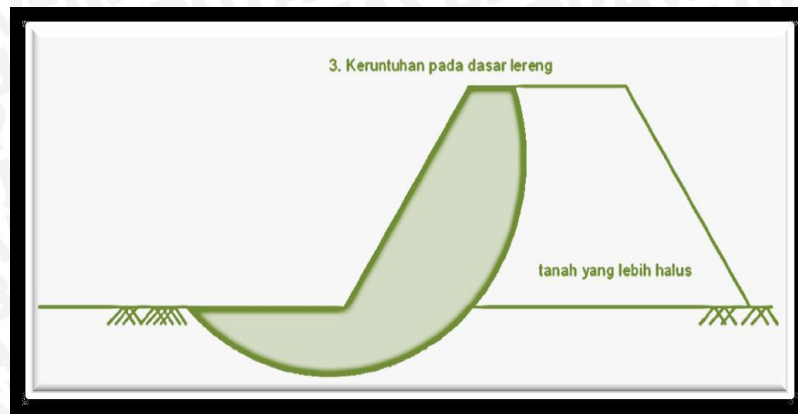 3. Keruntuhan pada dasar lereng
tanah yang lebih halus